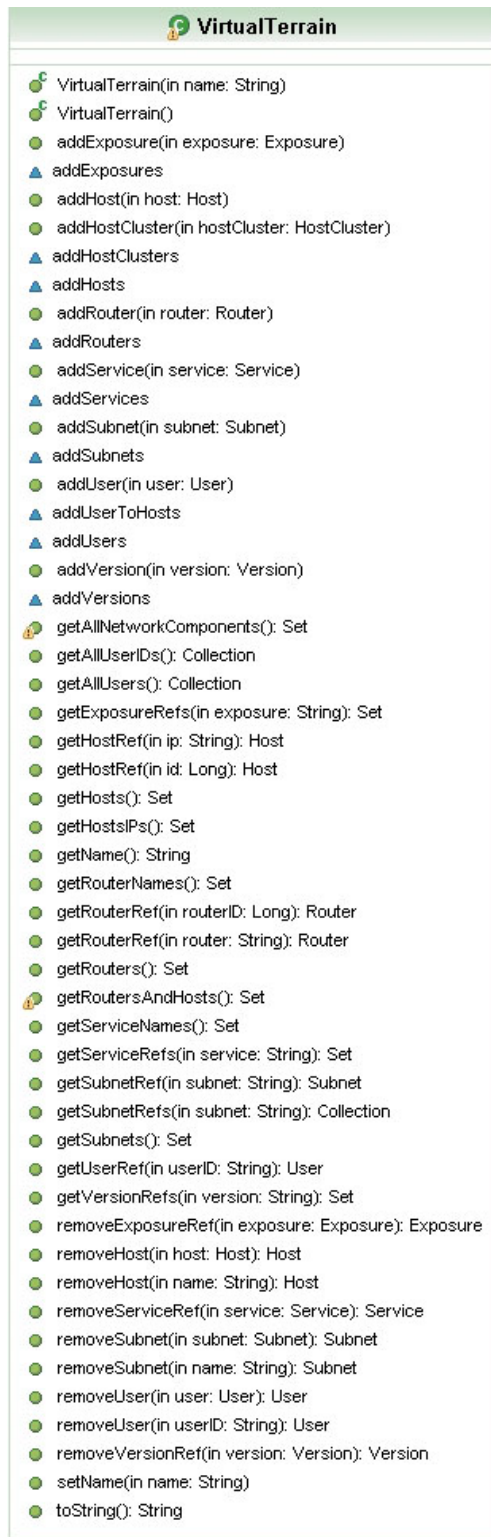 VirtualTerrain
VirtualTerrain(in name: String)
VirtualTerrain()
addExposure(in exposure: Exposure)
addExposures
addHost(in host: Host)
addHostCluster(in hostCluster: HostCluster)
addHostClusters
addHosts
addRouter(in router: Router)
addRouters
addService(in service: Service)
addServices
addSubnet(in subnet: Subnet)
addSubnets
addUser(in user: User)
addUserToHosts
addUsers
addVersion(in version: Version)
addVersions
getAllNetworkComponents(): Set
getAllUserIDs(): Collection
getAllUsers(): Collection
getExposureRefs(in exposure: String): Set
getHostRef(in ip: String): Host
getHostRef(in id: Long): Host
getHosts(): Set
getHostsIPs(): Set
getName(): String
getRouterNames(): Set
getRouterRef(in routerID: Long): Router
getRouterRef(in router: String): Router
getRouters(): Set
getRoutersAndHosts(): Set
getServiceNames(): Set
getServiceRefs(in service: String): Set
getSubnetRef(in subnet: String): Subnet
getSubnetRefs(in subnet: String): Collection
getSubnets(): Set
getUserRef(in userID: String): User
getVersionRefs(in version: String): Set
removeExposureRef(in exposure: Exposure): Exposure
removeHost(in host: Host): Host
removeHost(in name: String): Host
removeServiceRef(in service: Service): Service
removeSubnet(in subnet: Subnet): Subnet
removeSubnet(in name: String): Subnet
removeUser(in user: User): User
removeUser(in userID: String): User
removeVersionRef(in version: Version): Version
setName(in name: String)
toString(): String